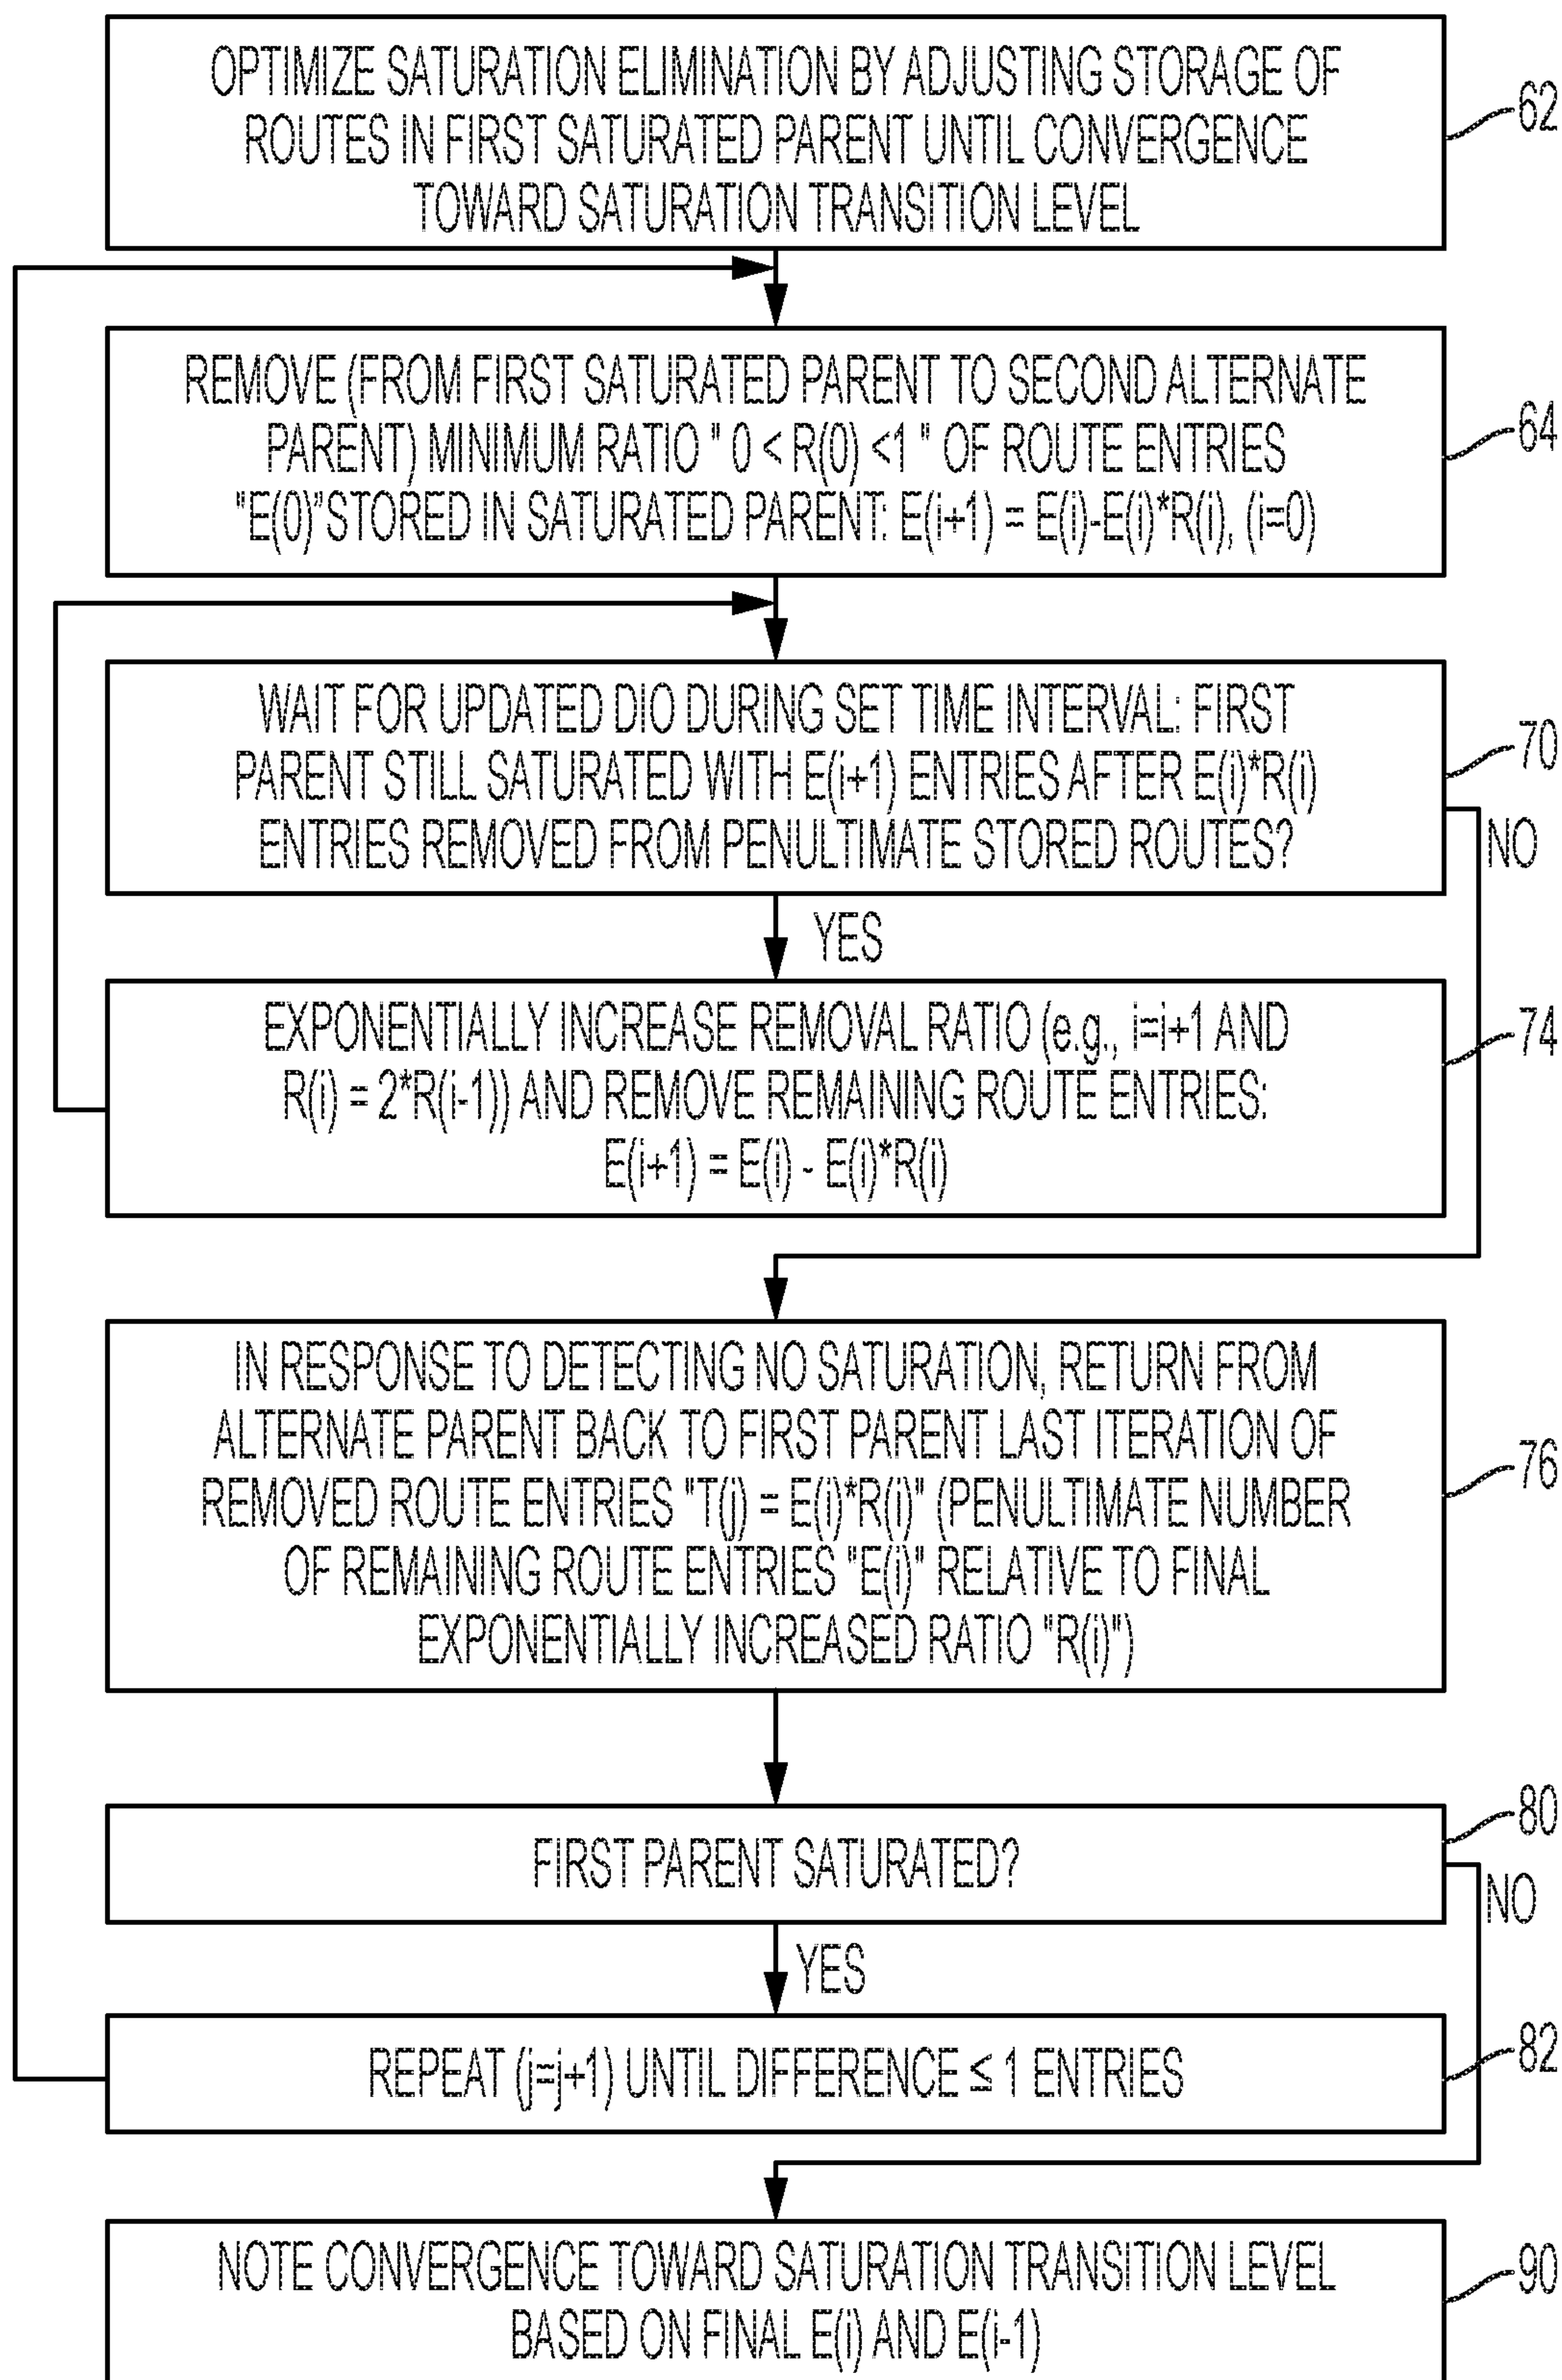 OPTIMIZE SATURATION ELIMINATION BY ADJUSTING STORAGE OF
ROUTES IN FIRST SATURATED PARENT UNTIL CONVERGENCE
TOWARD SATURATION TRANSITION LEVEL
62
REMOVE (FROM FIRST SATURATED PARENT TO SECOND ALTERNATE
PARENT) MINIMUM RATIO " 0 < R(0) <1 " OF ROUTE ENTRIES
"E(0)"STORED IN SATURATED PARENT: E(i+1) = E(i)-E(i)*R(i), (i=0)
64
WAIT FOR UPDATED DIO DURING SET TIME INTERVAL: FIRST
PARENT STILL SATURATED WITH E(i+1) ENTRIES AFTER E(i)*R(i)
ENTRIES REMOVED FROM PENULTIMATE STORED ROUTES?
70
NO
YES
EXPONENTIALLY INCREASE REMOVAL RATIO (e.g., i=i+1 AND
R(i) = 2*R(i-1)) AND REMOVE REMAINING ROUTE ENTRIES:
E(i+1) = E(i) - E(i)*R(i)
74
IN RESPONSE TO DETECTING NO SATURATION, RETURN FROM
ALTERNATE PARENT BACK TO FIRST PARENT LAST ITERATION OF
REMOVED ROUTE ENTRIES "T(j) = E(i)*R(i)" (PENULTIMATE NUMBER
OF REMAINING ROUTE ENTRIES "E(i)" RELATIVE TO FINAL
EXPONENTIALLY INCREASED RATIO "R(i)")
76
FIRST PARENT SATURATED?
80
NO
YES
REPEAT (j=j+1) UNTIL DIFFERENCE ≤ 1 ENTRIES
82
NOTE CONVERGENCE TOWARD SATURATION TRANSITION LEVEL
BASED ON FINAL E(i) AND E(i-1)
90